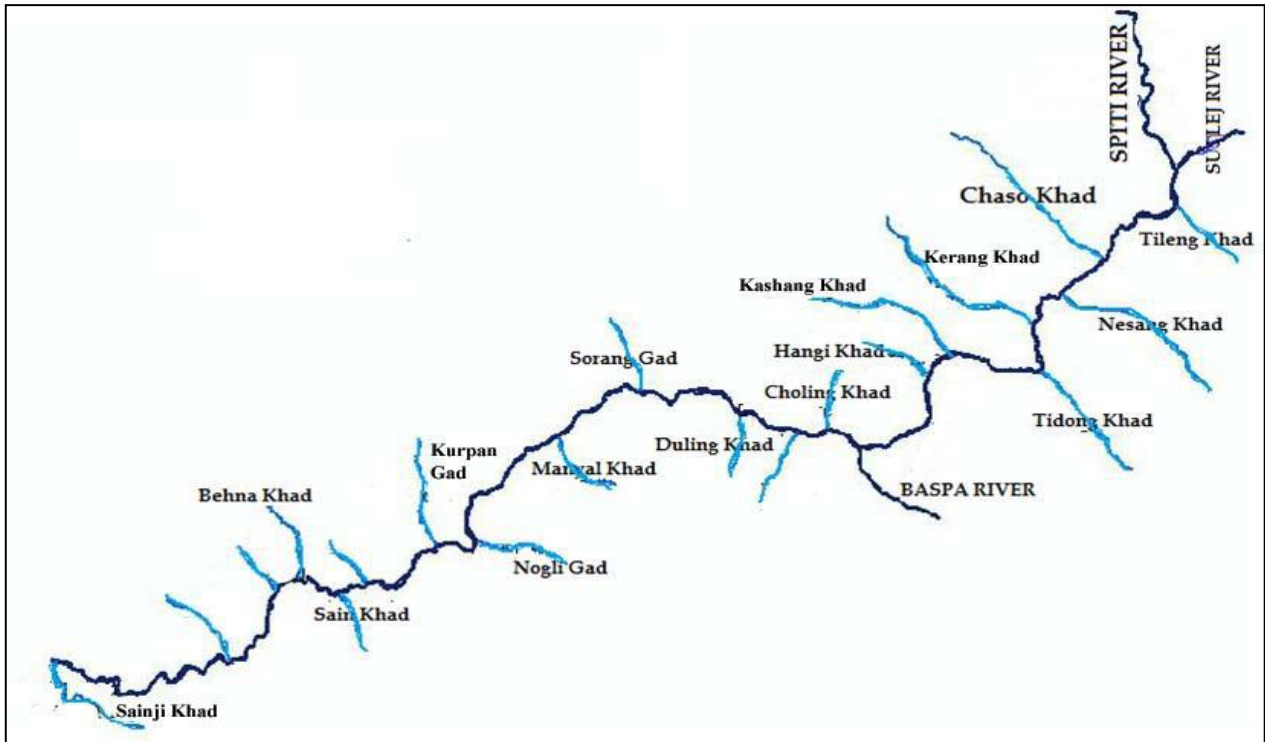 SPITI RIVER
SUTLEJ RIVER
Chaso Khad
Tileng Khad
Kerang Khad
Kashang Khad
Nesang Khad
Hangi Khad
Sorang Gad
Choling Khad
Tidong Khad
Duling Khad
Kurpan
Gad
Manyal Khad
BASPA RIVER
Behna Khad
Nogli Gad
Sain Khad
Sainji Khad